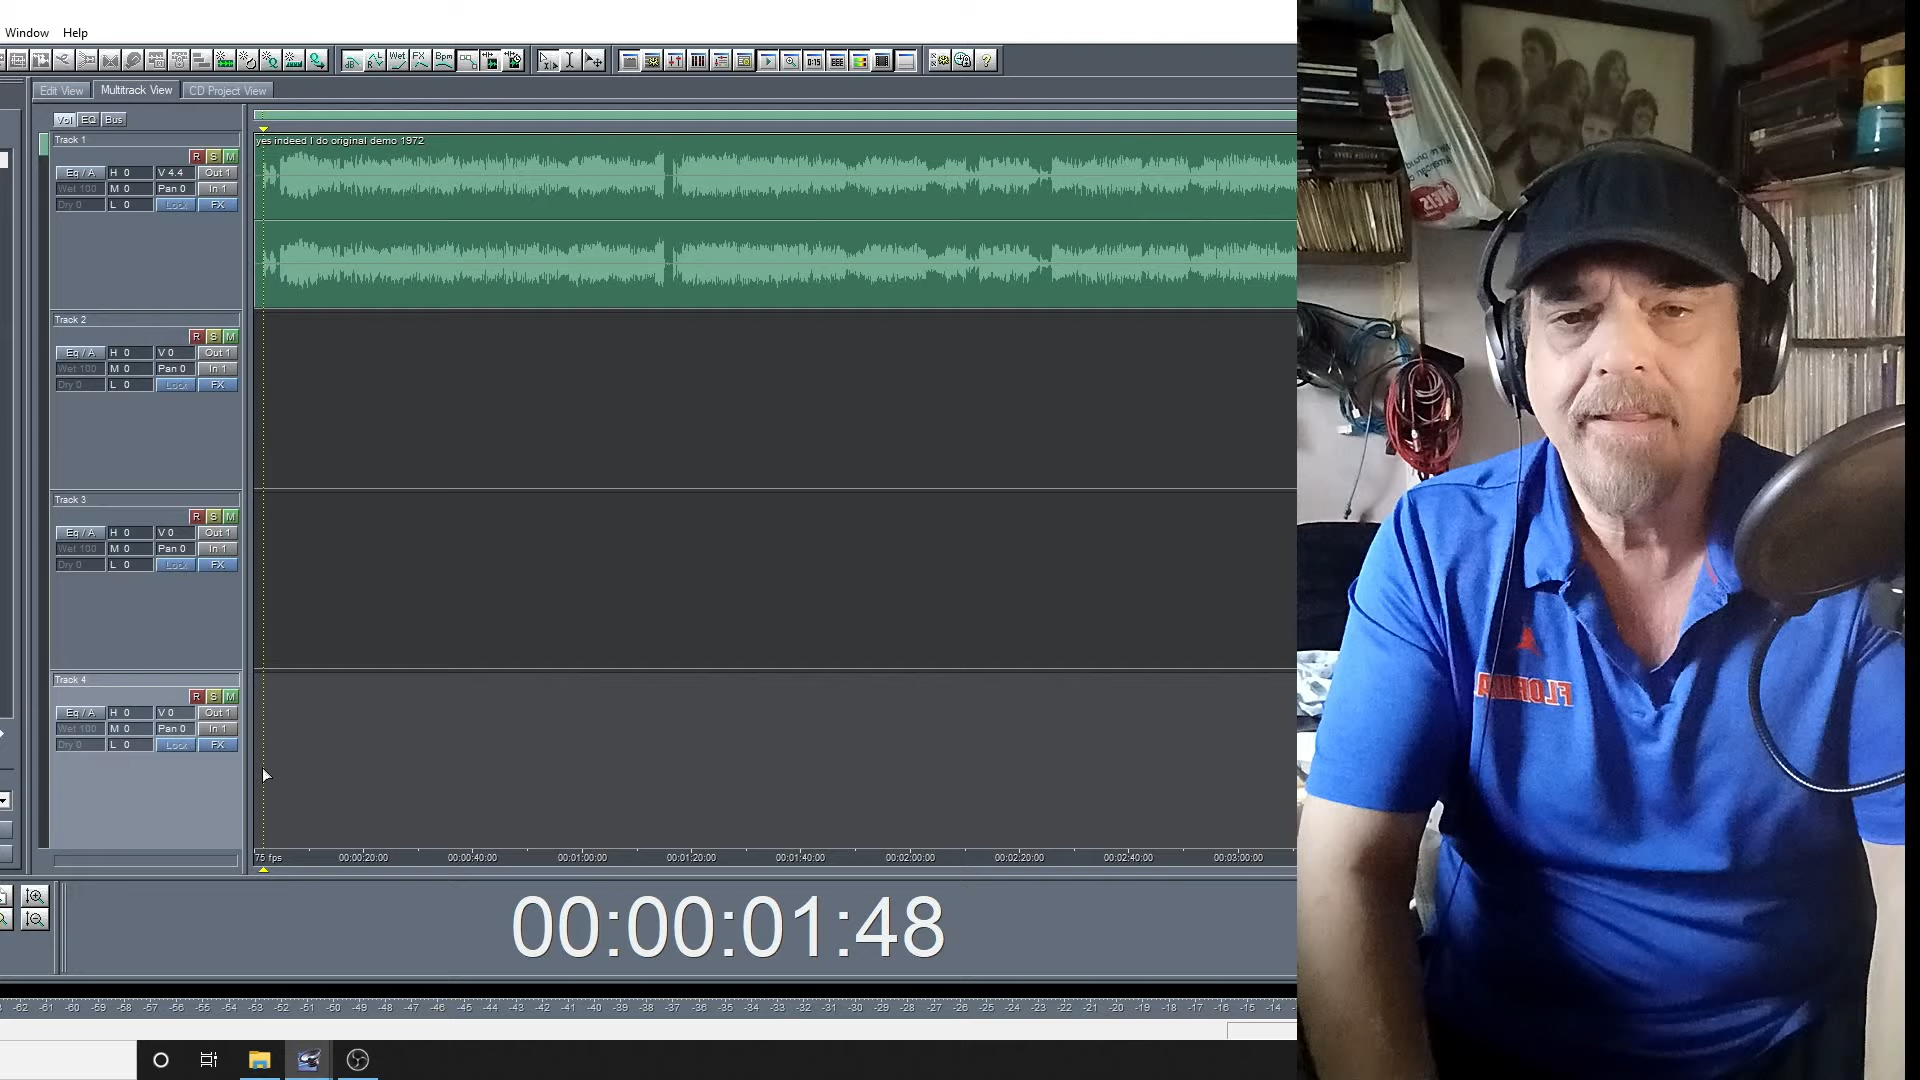 Window Help
Wet FX Bpm
0:15
Edit View Multitrack View CD Project View
Vol EQ Bus
Track 1
yes indeed I do original demo 1972
R S M
Eq / A H 0 V 4.4 Out 1
Wet 100 M 0 Pan 0 In 1
Dry 0 L 0 Lock FX
Track 2
R S M
Eq / A H 0 V 0 Out 1
Wet 100 M 0 Pan 0 In 1
Dry 0 L 0 Lock FX
Track 3
R S M
Eq / A H 0 V 0 Out 1
Wet 100 M 0 Pan 0 In 1
Dry 0 L 0 Lock FX
Track 4
R S M
Eq / A H 0 V 0 Out 1
Wet 100 M 0 Pan 0 In 1
Dry 0 L 0 Lock FX
75 fps 00:00:20:00 00:00:40:00 00:01:00:00 00:01:20:00 00:01:40:00 00:02:00:00 00:02:20:00 00:02:40:00 00:03:00:00
00:00:01:48
-62 -61 -60 -59 -58 -57 -56 -55 -54 -53 -52 -51 -50 -49 -48 -47 -46 -45 -44 -43 -42 -41 -40 -39 -38 -37 -36 -35 -34 -33 -32 -31 -30 -29 -28 -27 -26 -25 -24 -23 -22 -21 -20 -19 -18 -17 -16 -15 -14
FLORIDA